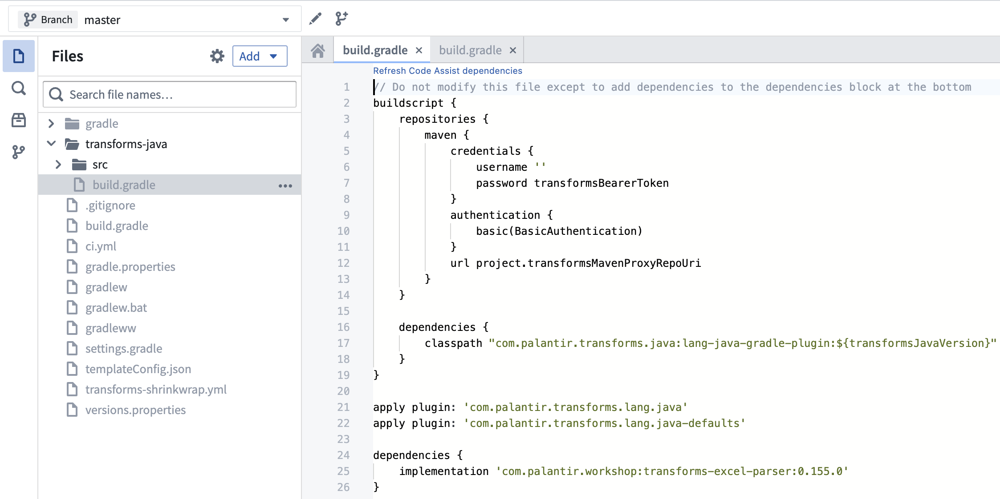 Branch master
Files
Add
Search file names...
gradle
transforms-java
src
build.gradle
.gitignore
build.gradle
ci.yml
gradle.properties
gradlew
gradlew.bat
gradleww
settings.gradle
templateConfig.json
transforms-shrinkwrap.yml
versions.properties
build.gradle build.gradle
Refresh Code Assist dependencies
1 // Do not modify this file except to add dependencies to the dependencies block at the bottom
2 buildscript {
3     repositories {
4         maven {
5             credentials {
6                 username ''
7                 password transformsBearerToken
8             }
9             authentication {
10                 basic(BasicAuthentication)
11             }
12             url project.transformsMavenProxyRepoUri
13         }
14     }
15
16     dependencies {
17         classpath "com.palantir.transforms.java:lang-java-gradle-plugin:${transformsJavaVersion}"
18     }
19 }
20
21 apply plugin: 'com.palantir.transforms.lang.java'
22 apply plugin: 'com.palantir.transforms.lang.java-defaults'
23
24 dependencies {
25     implementation 'com.palantir.workshop:transforms-excel-parser:0.155.0'
26 }